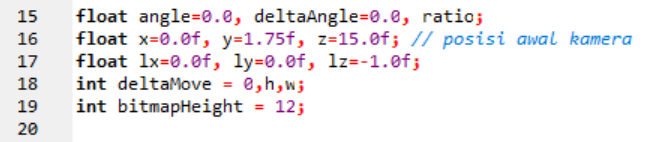 15 float angle=0.0, deltaAngle=0.0, ratio;
16 float x=0.0f, y=1.75f, z=15.0f; // posisi awal kamera
17 float lx=0.0f, ly=0.0f, lz=-1.0f;
18 int deltaMove = 0,h,w;
19 int bitmapHeight = 12;
20